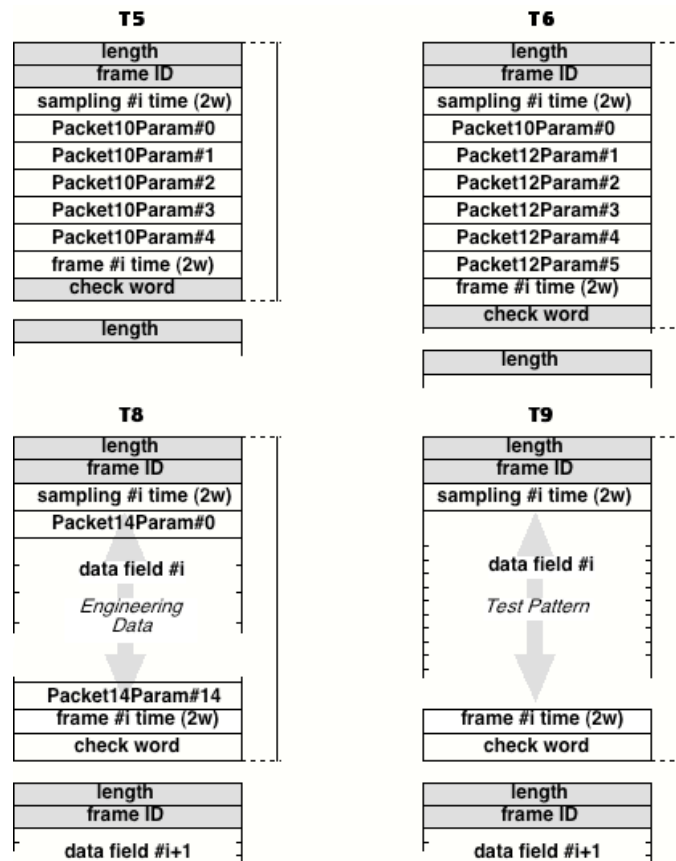 T5
length
frame ID
sampling #i time (2w)
Packet10Param#0
Packet10Param#1
Packet10Param#2
Packet10Param#3
Packet10Param#4
frame #i time (2w)
check word
length
T6
length
frame ID
sampling #i time (2w)
Packet10Param#0
Packet12Param#1
Packet12Param#2
Packet12Param#3
Packet12Param#4
Packet12Param#5
frame #i time (2w)
check word
length
T8
length
frame ID
sampling #i time (2w)
Packet14Param#0
data field #i
Engineering
Data
Packet14Param#14
frame #i time (2w)
check word
length
frame ID
data field #i+1
T9
length
frame ID
sampling #i time (2w)
data field #i
Test Pattern
frame #i time (2w)
check word
length
frame ID
data field #i+1